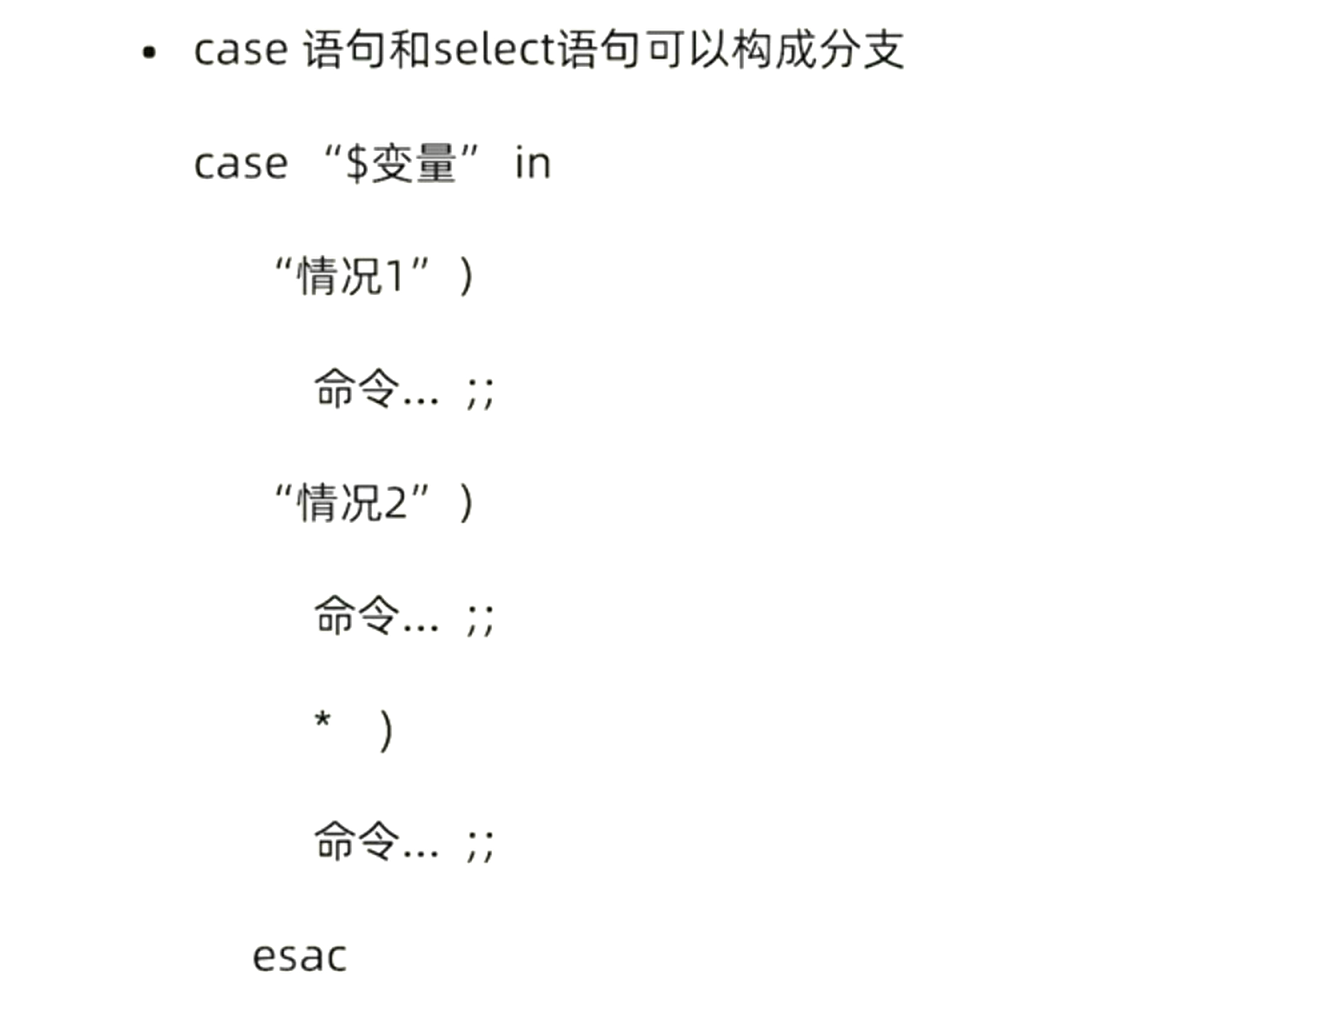 • case 语句和select语句可以构成分支
case “$变量” in
“情况1” )
命令... ;;
“情况2” )
命令... ;;
* )
命令... ;;
esac